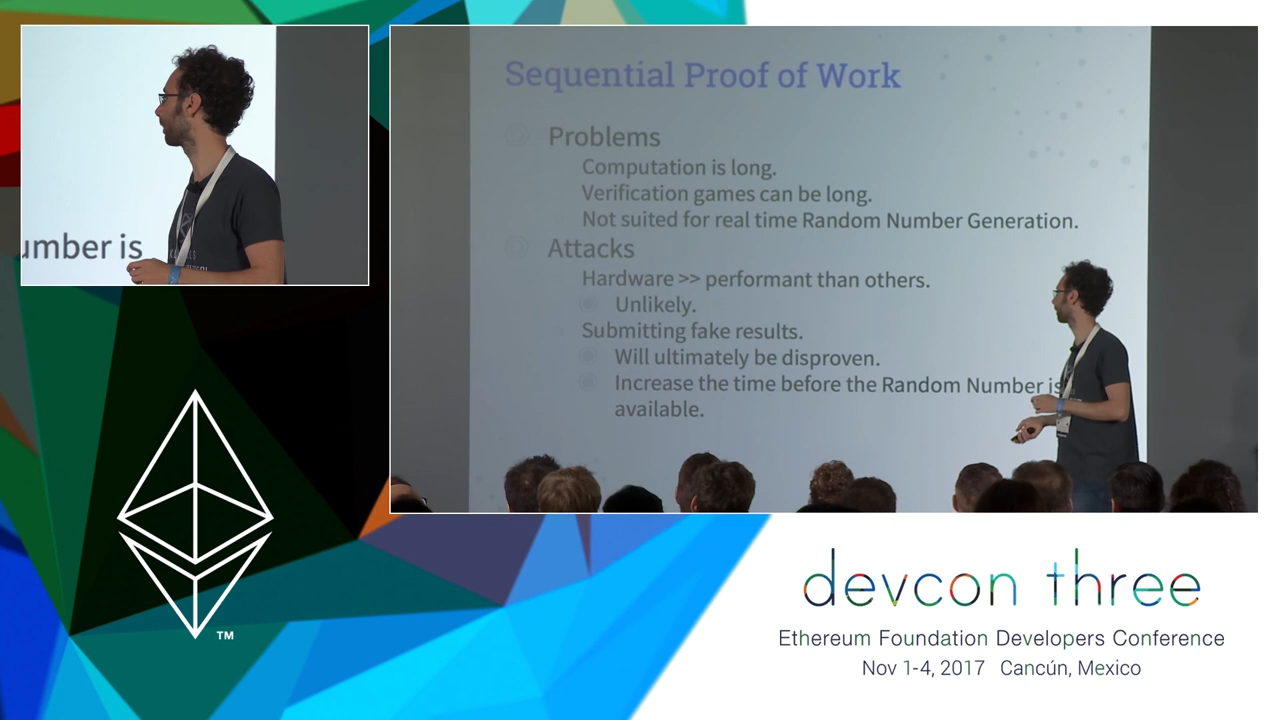 umber is
Sequential Proof of Work
Problems
Computation is long.
Verification games can be long.
Not suited for real time Random Number Generation.
Attacks
Hardware >> performant than others.
Unlikely.
Submitting fake results.
Will ultimately be disproven.
Increase the time before the Random Number is
available.
TM
devcon three
Ethereum Foundation Developers Conference
Nov 1-4, 2017 Cancún, Mexico